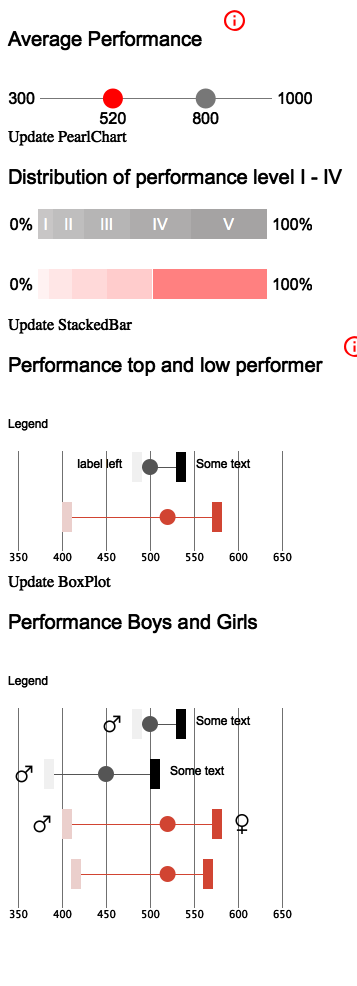 Average Performance
300 1000
520 800
Update PearlChart
Distribution of performance level I - IV
0% I II III IV V 100%
0% 100%
Update StackedBar
Performance top and low performer
Legend
label left Some text
350 400 450 500 550 600 650
Update BoxPlot
Performance Boys and Girls
Legend
♂ Some text
♂ Some text
♂ ♀
350 400 450 500 550 600 650